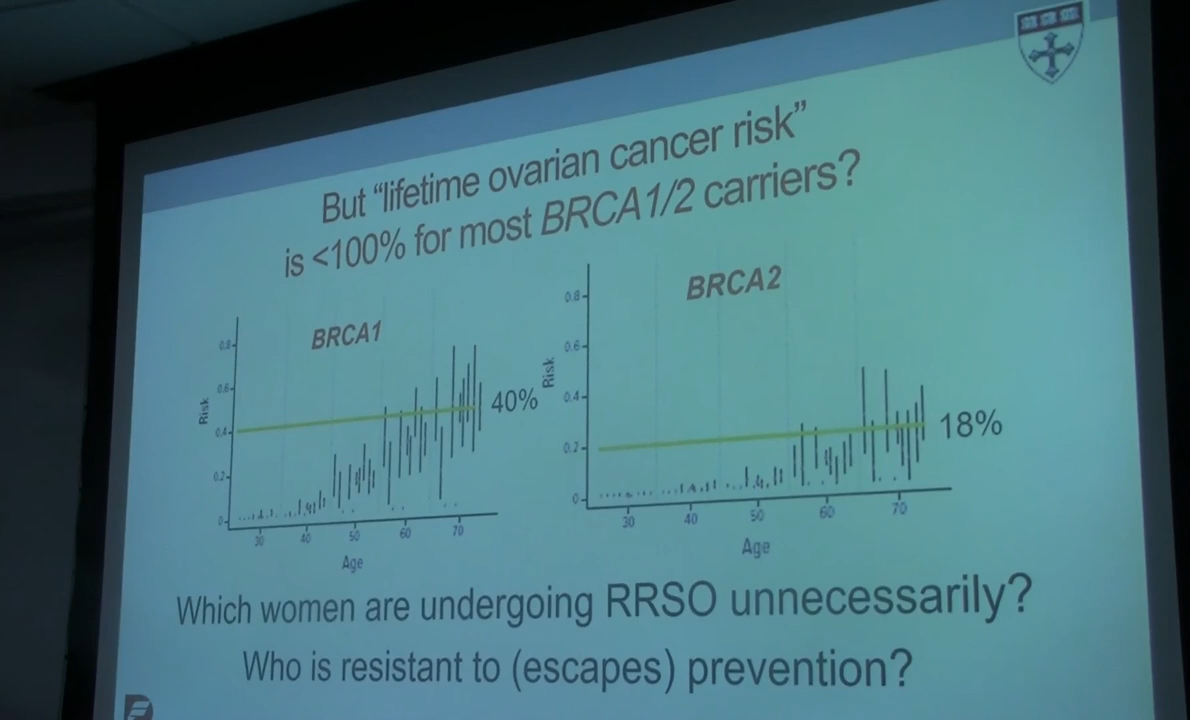 But “lifetime ovarian cancer risk”
is <100% for most BRCA1/2 carriers?
BRCA1
0.8
0.6
0.4
0.2
0
Risk
30 40 50 60 70
Age
40%
BRCA2
0.8
0.6
0.4
0.2
0
Risk
30 40 50 60 70
Age
18%
Which women are undergoing RRSO unnecessarily?
Who is resistant to (escapes) prevention?